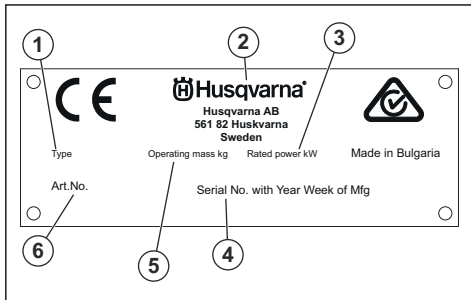 1 2 3
CE
Husqvarna®
Husqvarna AB
561 82 Huskvarna
Sweden
Type Operating mass kg Rated power kW Made in Bulgaria
Art.No. Serial No. with Year Week of Mfg
6 5 4